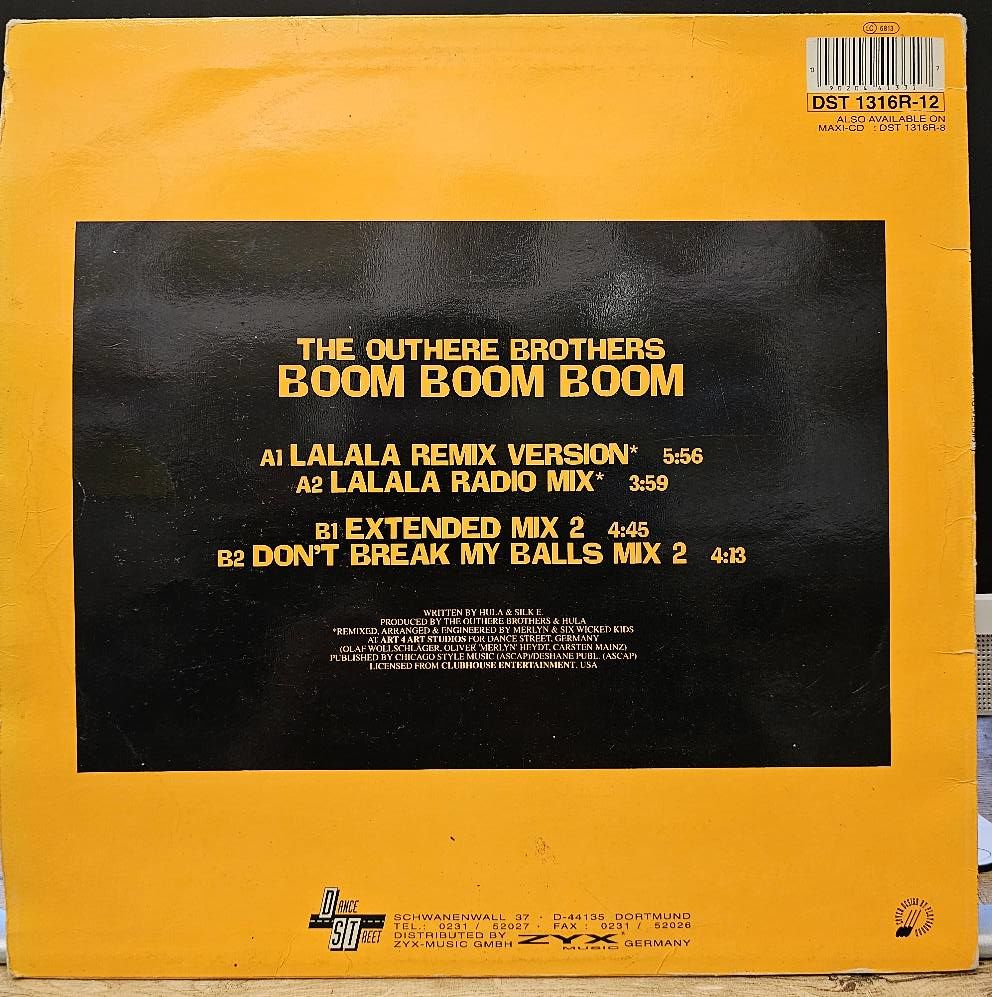 LC 6813
DST 1316R-12
ALSO AVAILABLE ON
MAXI-CD : DST 1316R-8
THE OUTHERE BROTHERS
BOOM BOOM BOOM
A1 LALALA REMIX VERSION* 5:56
A2 LALALA RADIO MIX* 3:59
B1 EXTENDED MIX 2 4:45
B2 DON'T BREAK MY BALLS MIX 2 4:13
WRITTEN BY HULA & SILK E.
PRODUCED BY THE OUTHERE BROTHERS & HULA
*REMIXED, ARRANGED & ENGINEERED BY MERLYN & SIX WICKED KIDS
AT ART 4 ART STUDIOS FOR DANCE STREET, GERMANY
(OLAF WOLLSCHLÄGER, OLIVER 'MERLYN' HEYDT, CARSTEN MAINZ)
PUBLISHED BY CHICAGO STYLE MUSIC (ASCAP)/DESHANE PUBL. (ASCAP)
LICENSED FROM CLUBHOUSE ENTERTAINMENT, USA
DANCE
STREET
SCHWANENWALL 37 · D-44135 DORTMUND
TEL.: 0231 / 52027 · FAX : 0231 / 52026
DISTRIBUTED BY
ZYX-MUSIC GMBH ZYX MUSIC GERMANY